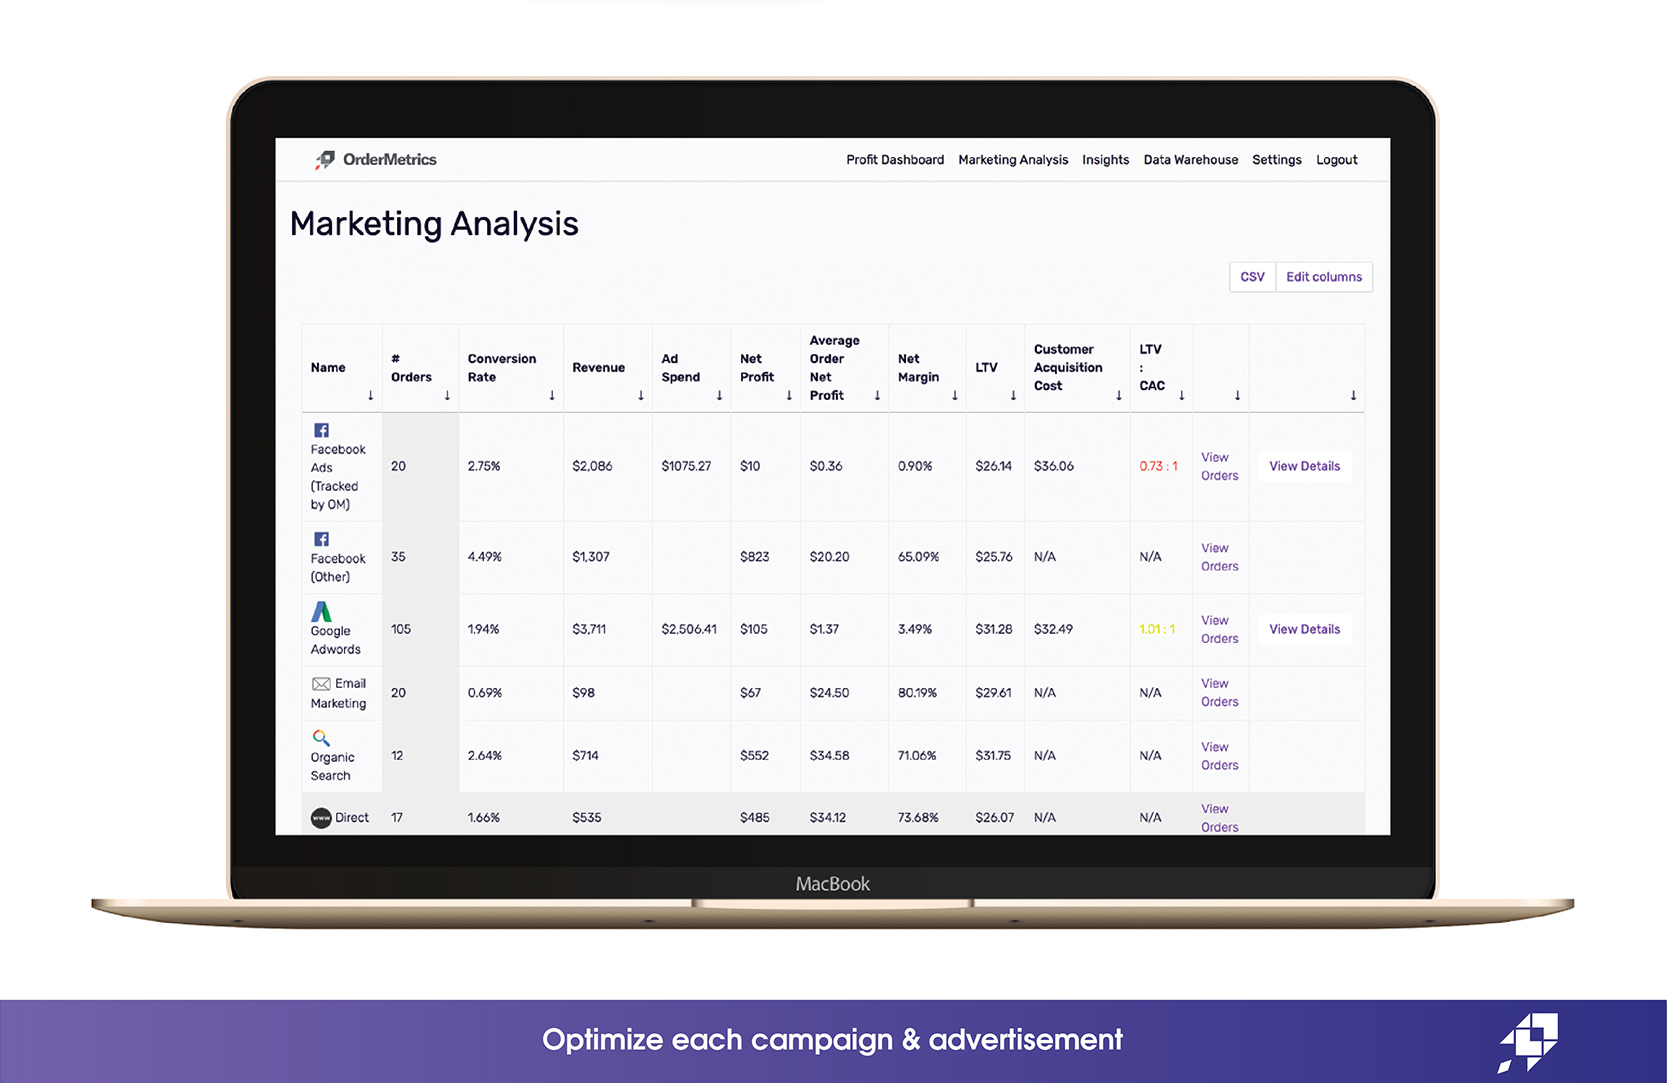 OrderMetrics
Profit Dashboard Marketing Analysis Insights Data Warehouse Settings Logout
Marketing Analysis
CSV Edit columns
Name ↓ # Orders ↓ Conversion Rate ↓ Revenue ↓ Ad Spend ↓ Net Profit ↓ Average Order Net Profit ↓ Net Margin ↓ LTV ↓ Customer Acquisition Cost ↓ LTV : CAC ↓ ↓ ↓
Facebook Ads (Tracked by OM) 20 2.75% $2,086 $1075.27 $10 $0.36 0.90% $26.14 $36.06 0.73 : 1 View Orders View Details
Facebook (Other) 35 4.49% $1,307 $823 $20.20 65.09% $25.76 N/A N/A View Orders
Google Adwords 105 1.94% $3,711 $2,506.41 $105 $1.37 3.49% $31.28 $32.49 1.01 : 1 View Orders View Details
Email Marketing 20 0.69% $98 $67 $24.50 80.19% $29.61 N/A N/A View Orders
Organic Search 12 2.64% $714 $552 $34.58 71.06% $31.75 N/A N/A View Orders
www Direct 17 1.66% $535 $485 $34.12 73.68% $26.07 N/A N/A View Orders
MacBook
Optimize each campaign & advertisement